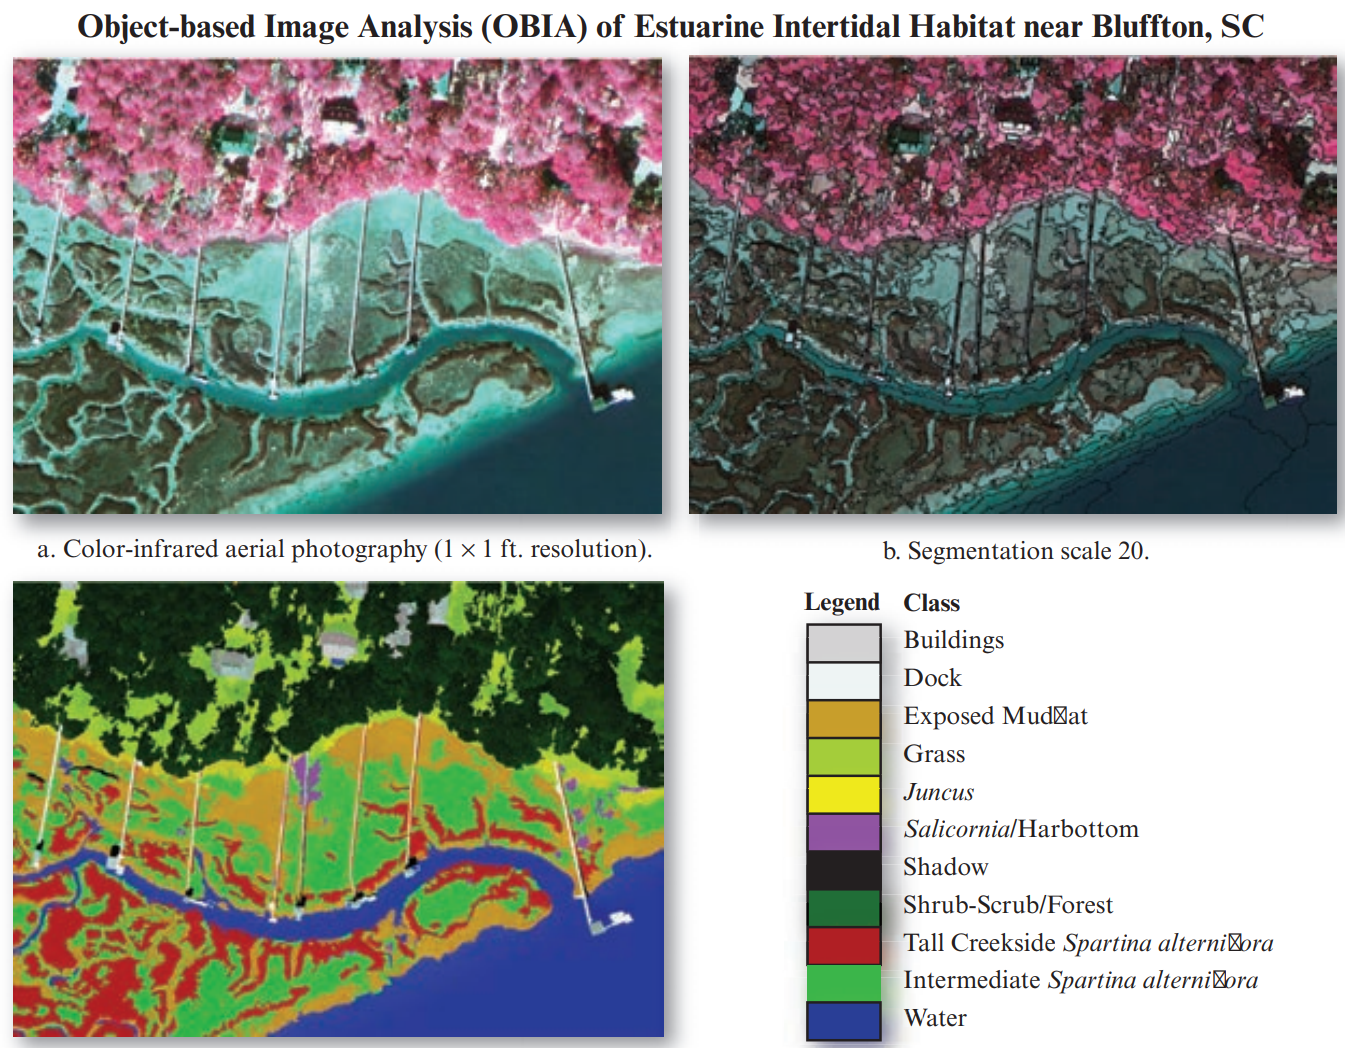 Object-based Image Analysis (OBIA) of Estuarine Intertidal Habitat near Bluffton, SC
a. Color-infrared aerial photography (1 × 1 ft. resolution).
b. Segmentation scale 20.
Legend Class
Buildings
Dock
Exposed Mud☒at
Grass
Juncus
Salicornia/Harbottom
Shadow
Shrub-Scrub/Forest
Tall Creekside Spartina alterni☒ora
Intermediate Spartina alterni☒ora
Water